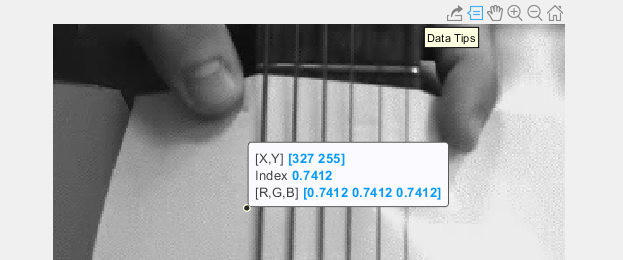 Data Tips
[X,Y] [327 255]
Index 0.7412
[R,G,B] [0.7412 0.7412 0.7412]